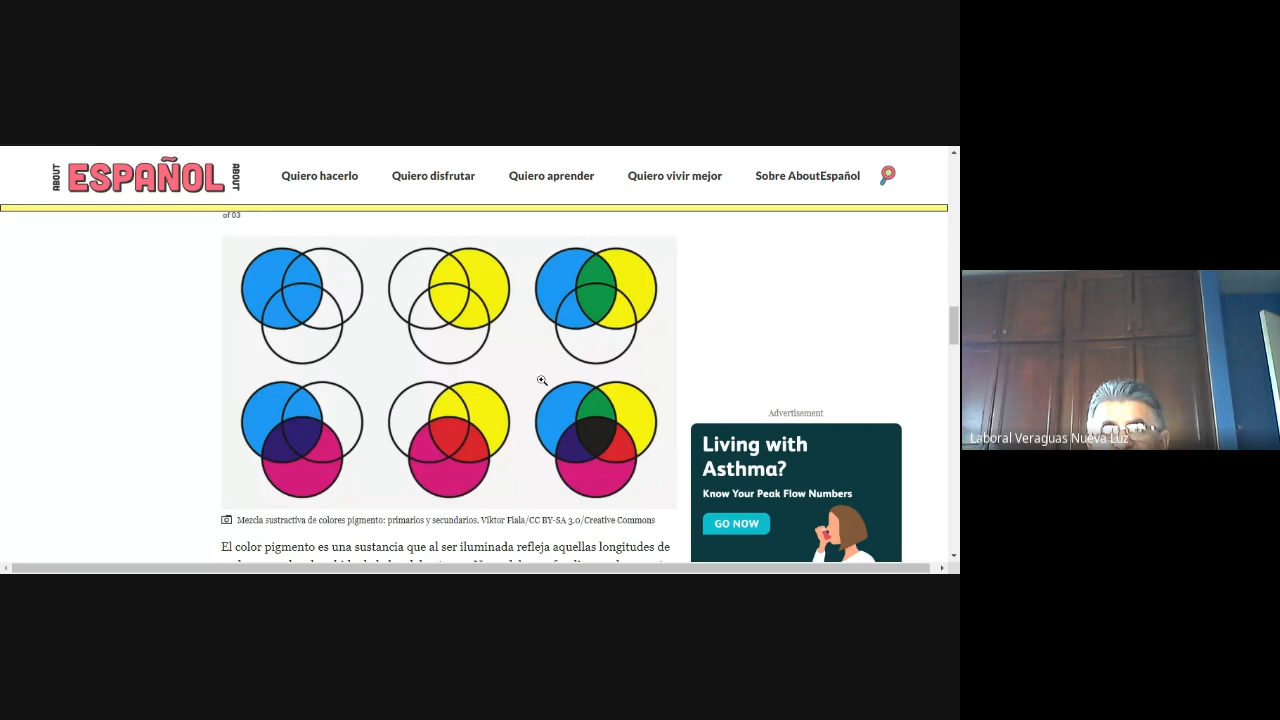 ABOUT ESPAÑOL ABOUT
Quiero hacerlo
Quiero disfrutar
Quiero aprender
Quiero vivir mejor
Sobre AboutEspañol
of 03
Mezcla sustractiva de colores pigmento: primarios y secundarios. Viktor Fiala/CC BY-SA 3.0/Creative Commons
El color pigmento es una sustancia que al ser iluminada refleja aquellas longitudes de
Advertisement
Living with
Asthma?
Know Your Peak Flow Numbers
GO NOW
Laboral Veraguas Nueva Luz